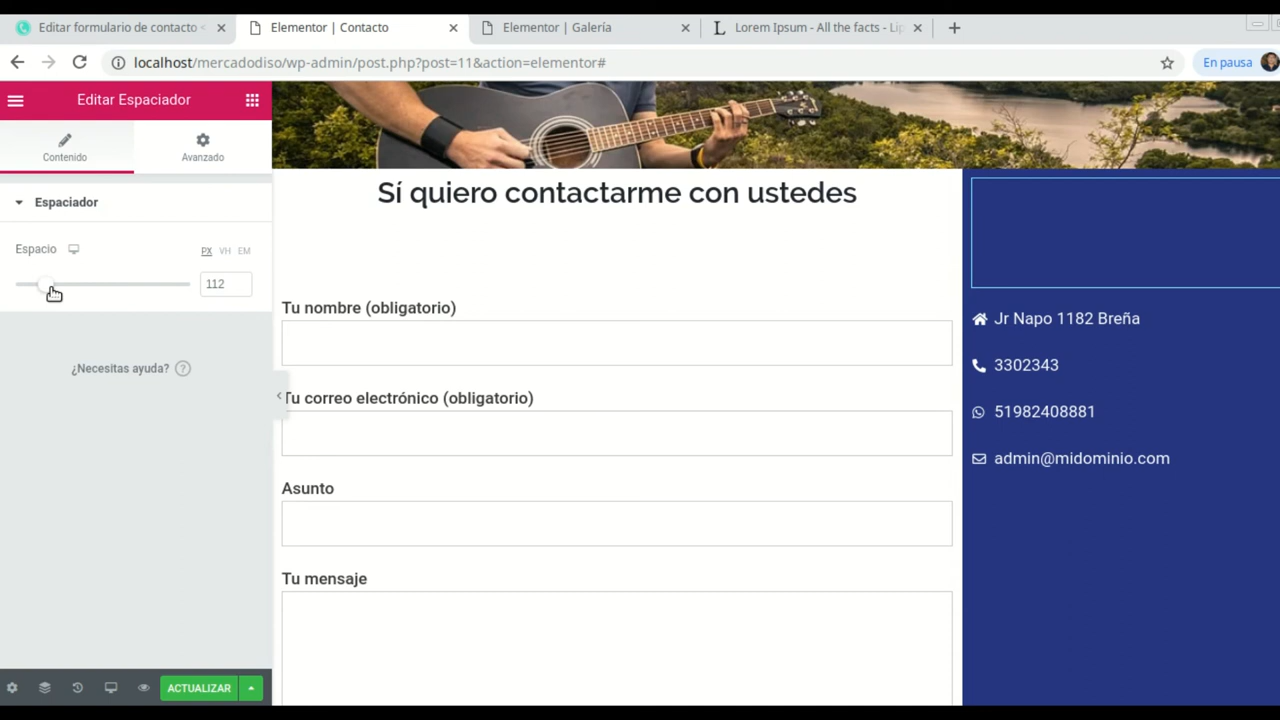 Editar formulario de contacto <
Elementor | Contacto
Elementor | Galería
Lorem Ipsum - All the facts - Lip
localhost/mercadodiso/wp-admin/post.php?post=11&action=elementor#
En pausa
Editar Espaciador
Contenido
Avanzado
Espaciador
Espacio
PX VH EM
112
¿Necesitas ayuda? ?
ACTUALIZAR
Sí quiero contactarme con ustedes
Tu nombre (obligatorio)
Tu correo electrónico (obligatorio)
Asunto
Tu mensaje
Jr Napo 1182 Breña
3302343
51982408881
admin@midominio.com